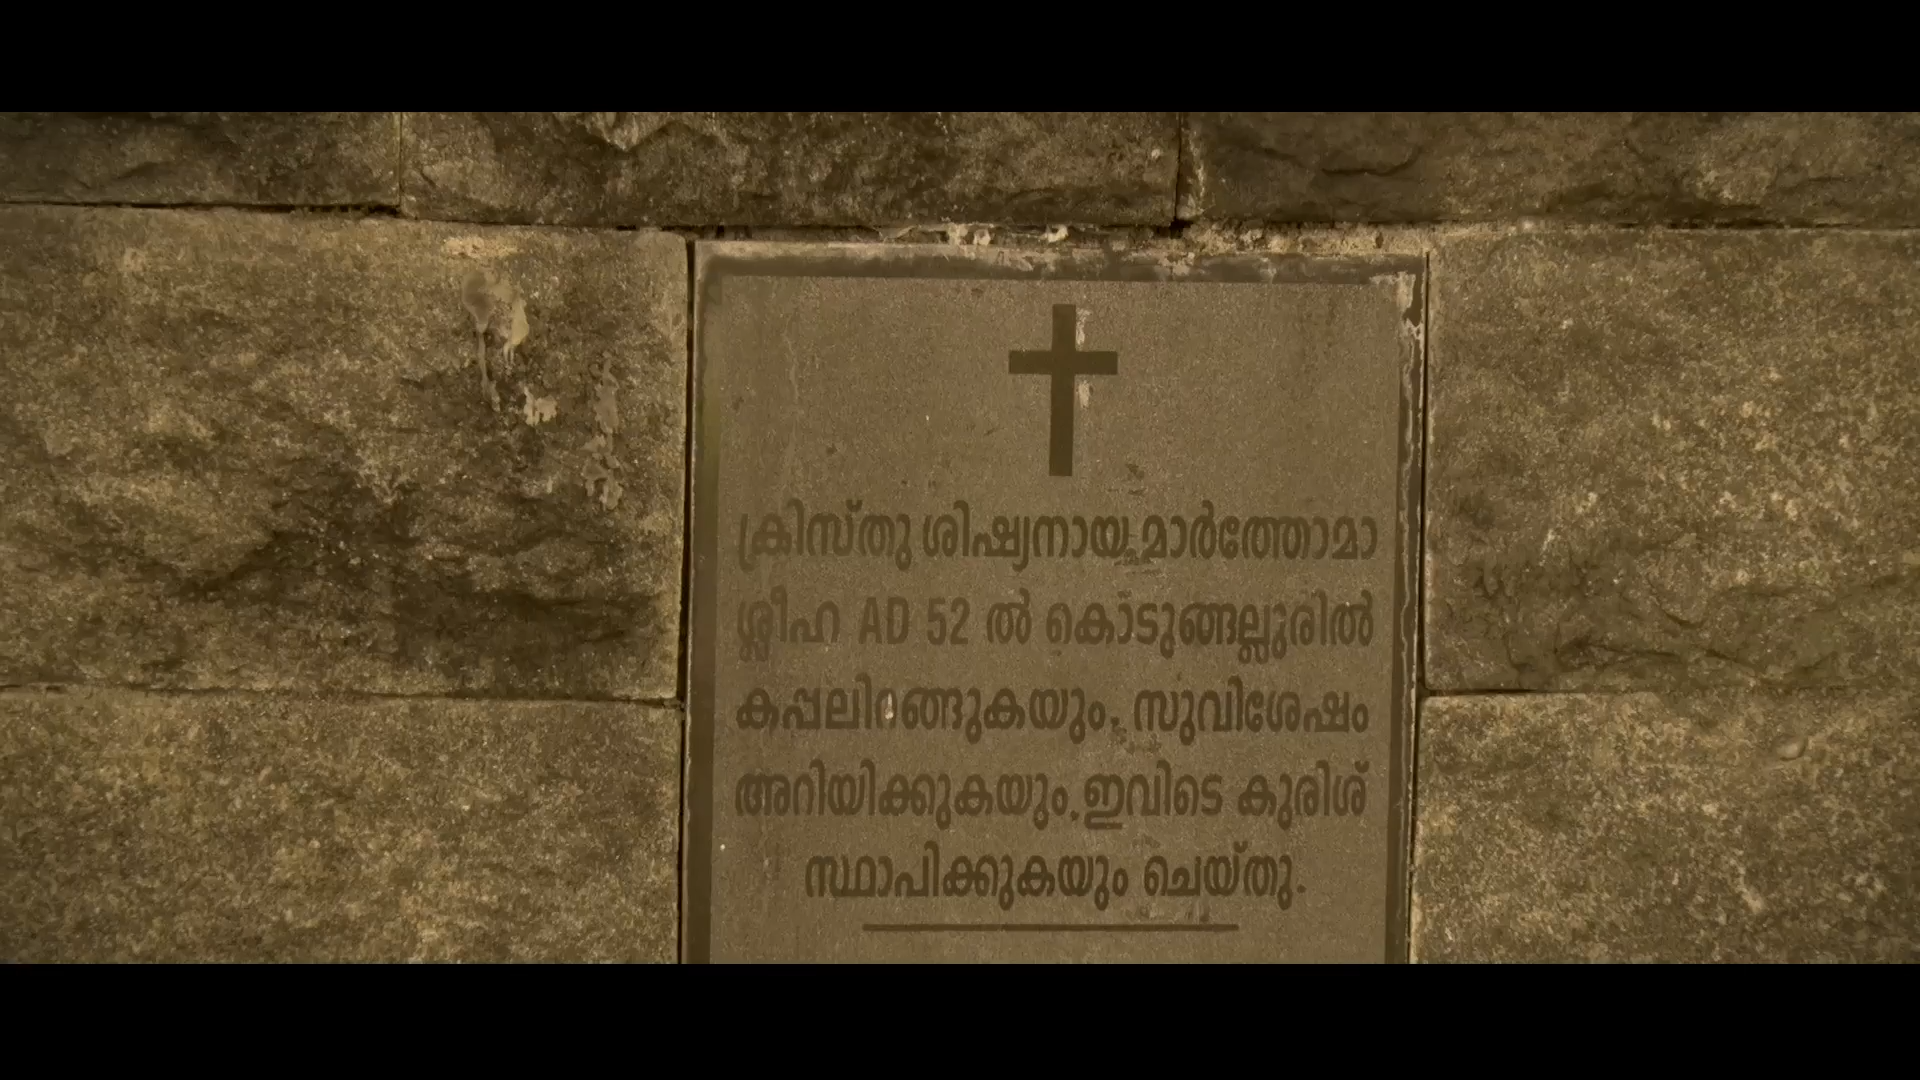 ക്രിസ്തു ശിഷ്യനായ മാർത്തോമാ
ശ്ലീഹ AD 52 ൽ കൊടുങ്ങല്ലുരിൽ
കപ്പലിറങ്ങുകയും, സുവിശേഷം
അറിയിക്കുകയും, ഇവിടെ കുരിശ്
സ്ഥാപിക്കുകയും ചെയ്തു.